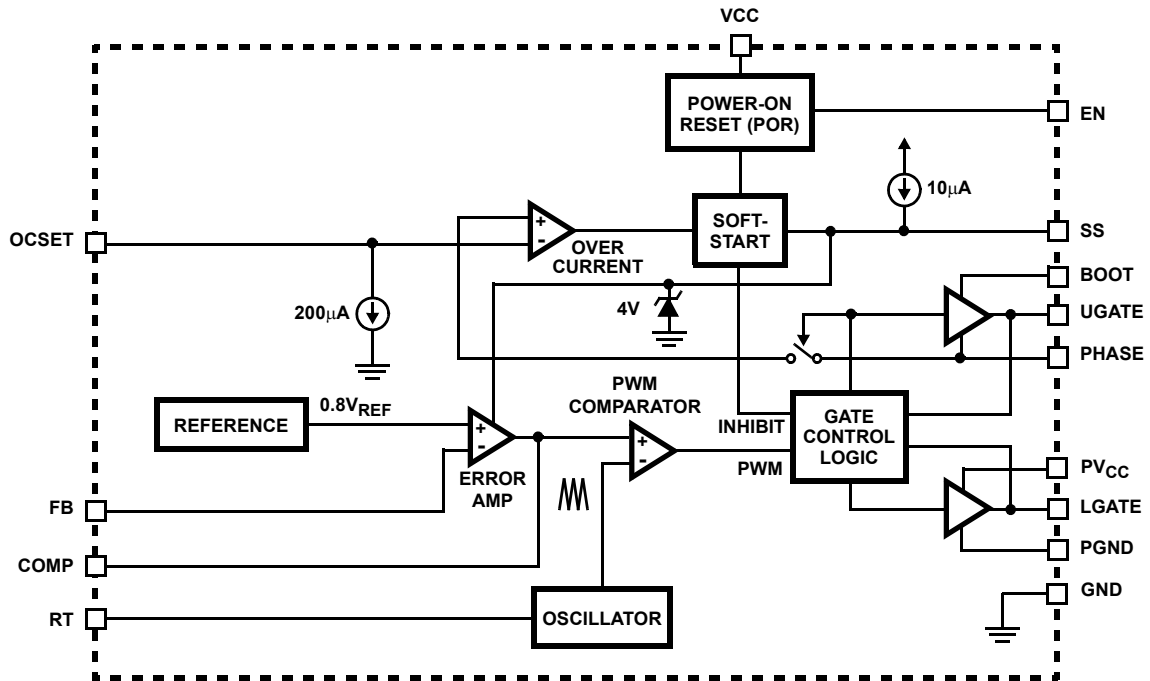 VCC
POWER-ON
RESET (POR)
EN
10µA
OCSET
+
-
OVER
CURRENT
SOFT-
START
SS
BOOT
200µA
4V
UGATE
PHASE
PWM
COMPARATOR
REFERENCE
0.8VREF
+
-
ERROR
AMP
+
-
INHIBIT
PWM
GATE
CONTROL
LOGIC
PVCC
FB
LGATE
COMP
PGND
GND
RT
OSCILLATOR